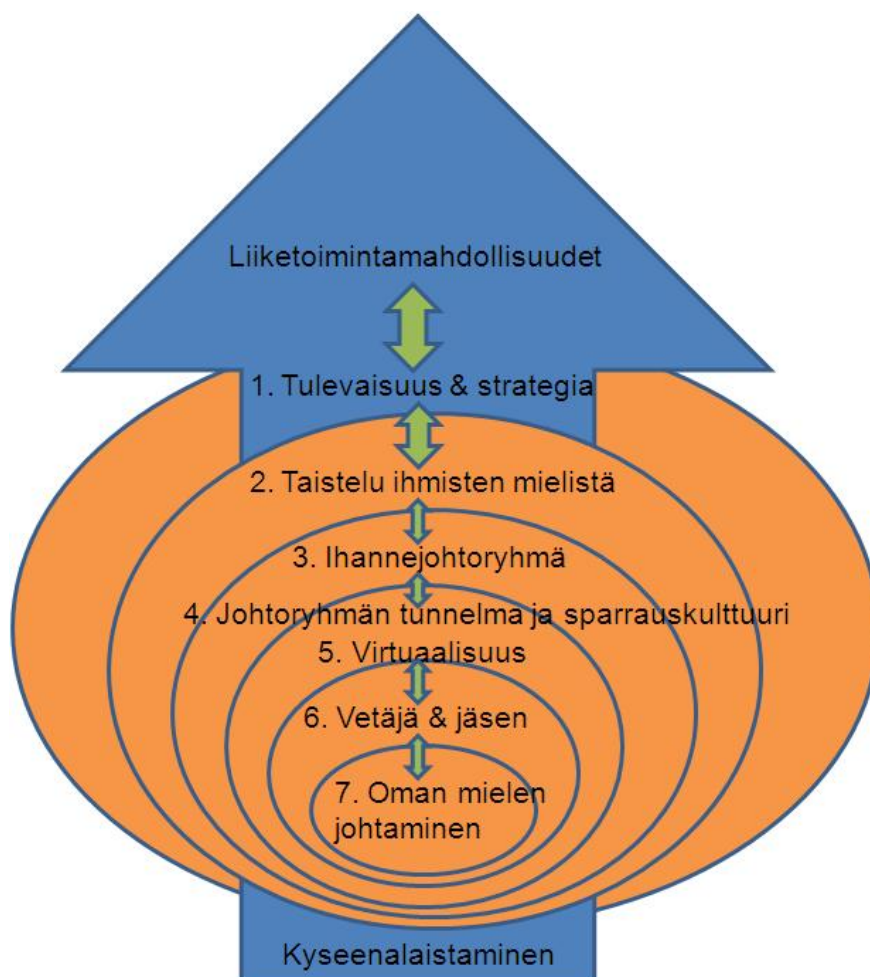 Liiketoimintamahdollisuudet
1. Tulevaisuus & strategia
2. Taistelu ihmisten mielistä
3. Ihannejohtoryhmä
4. Johtoryhmän tunnelma ja sparrauskulttuuri
5. Virtuaalisuus
6. Vetäjä & jäsen
7. Oman mielen
johtaminen
Kyseenalaistaminen